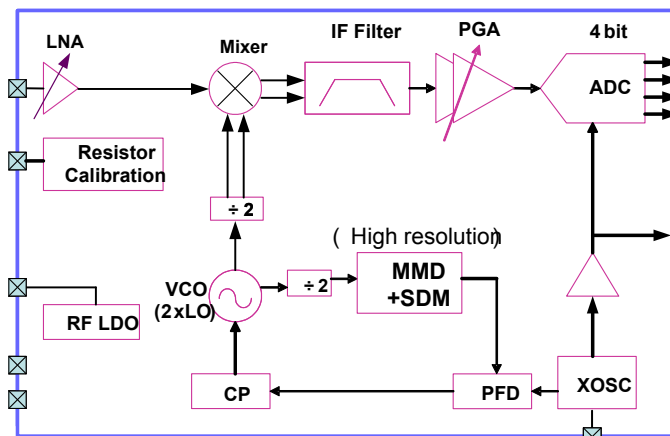 LNA
Mixer
IF Filter
PGA
4 bit
ADC
Resistor
Calibration
÷ 2
( High resolution)
VCO
(2xLO)
÷ 2
MMD
+SDM
RF LDO
CP
PFD
XOSC